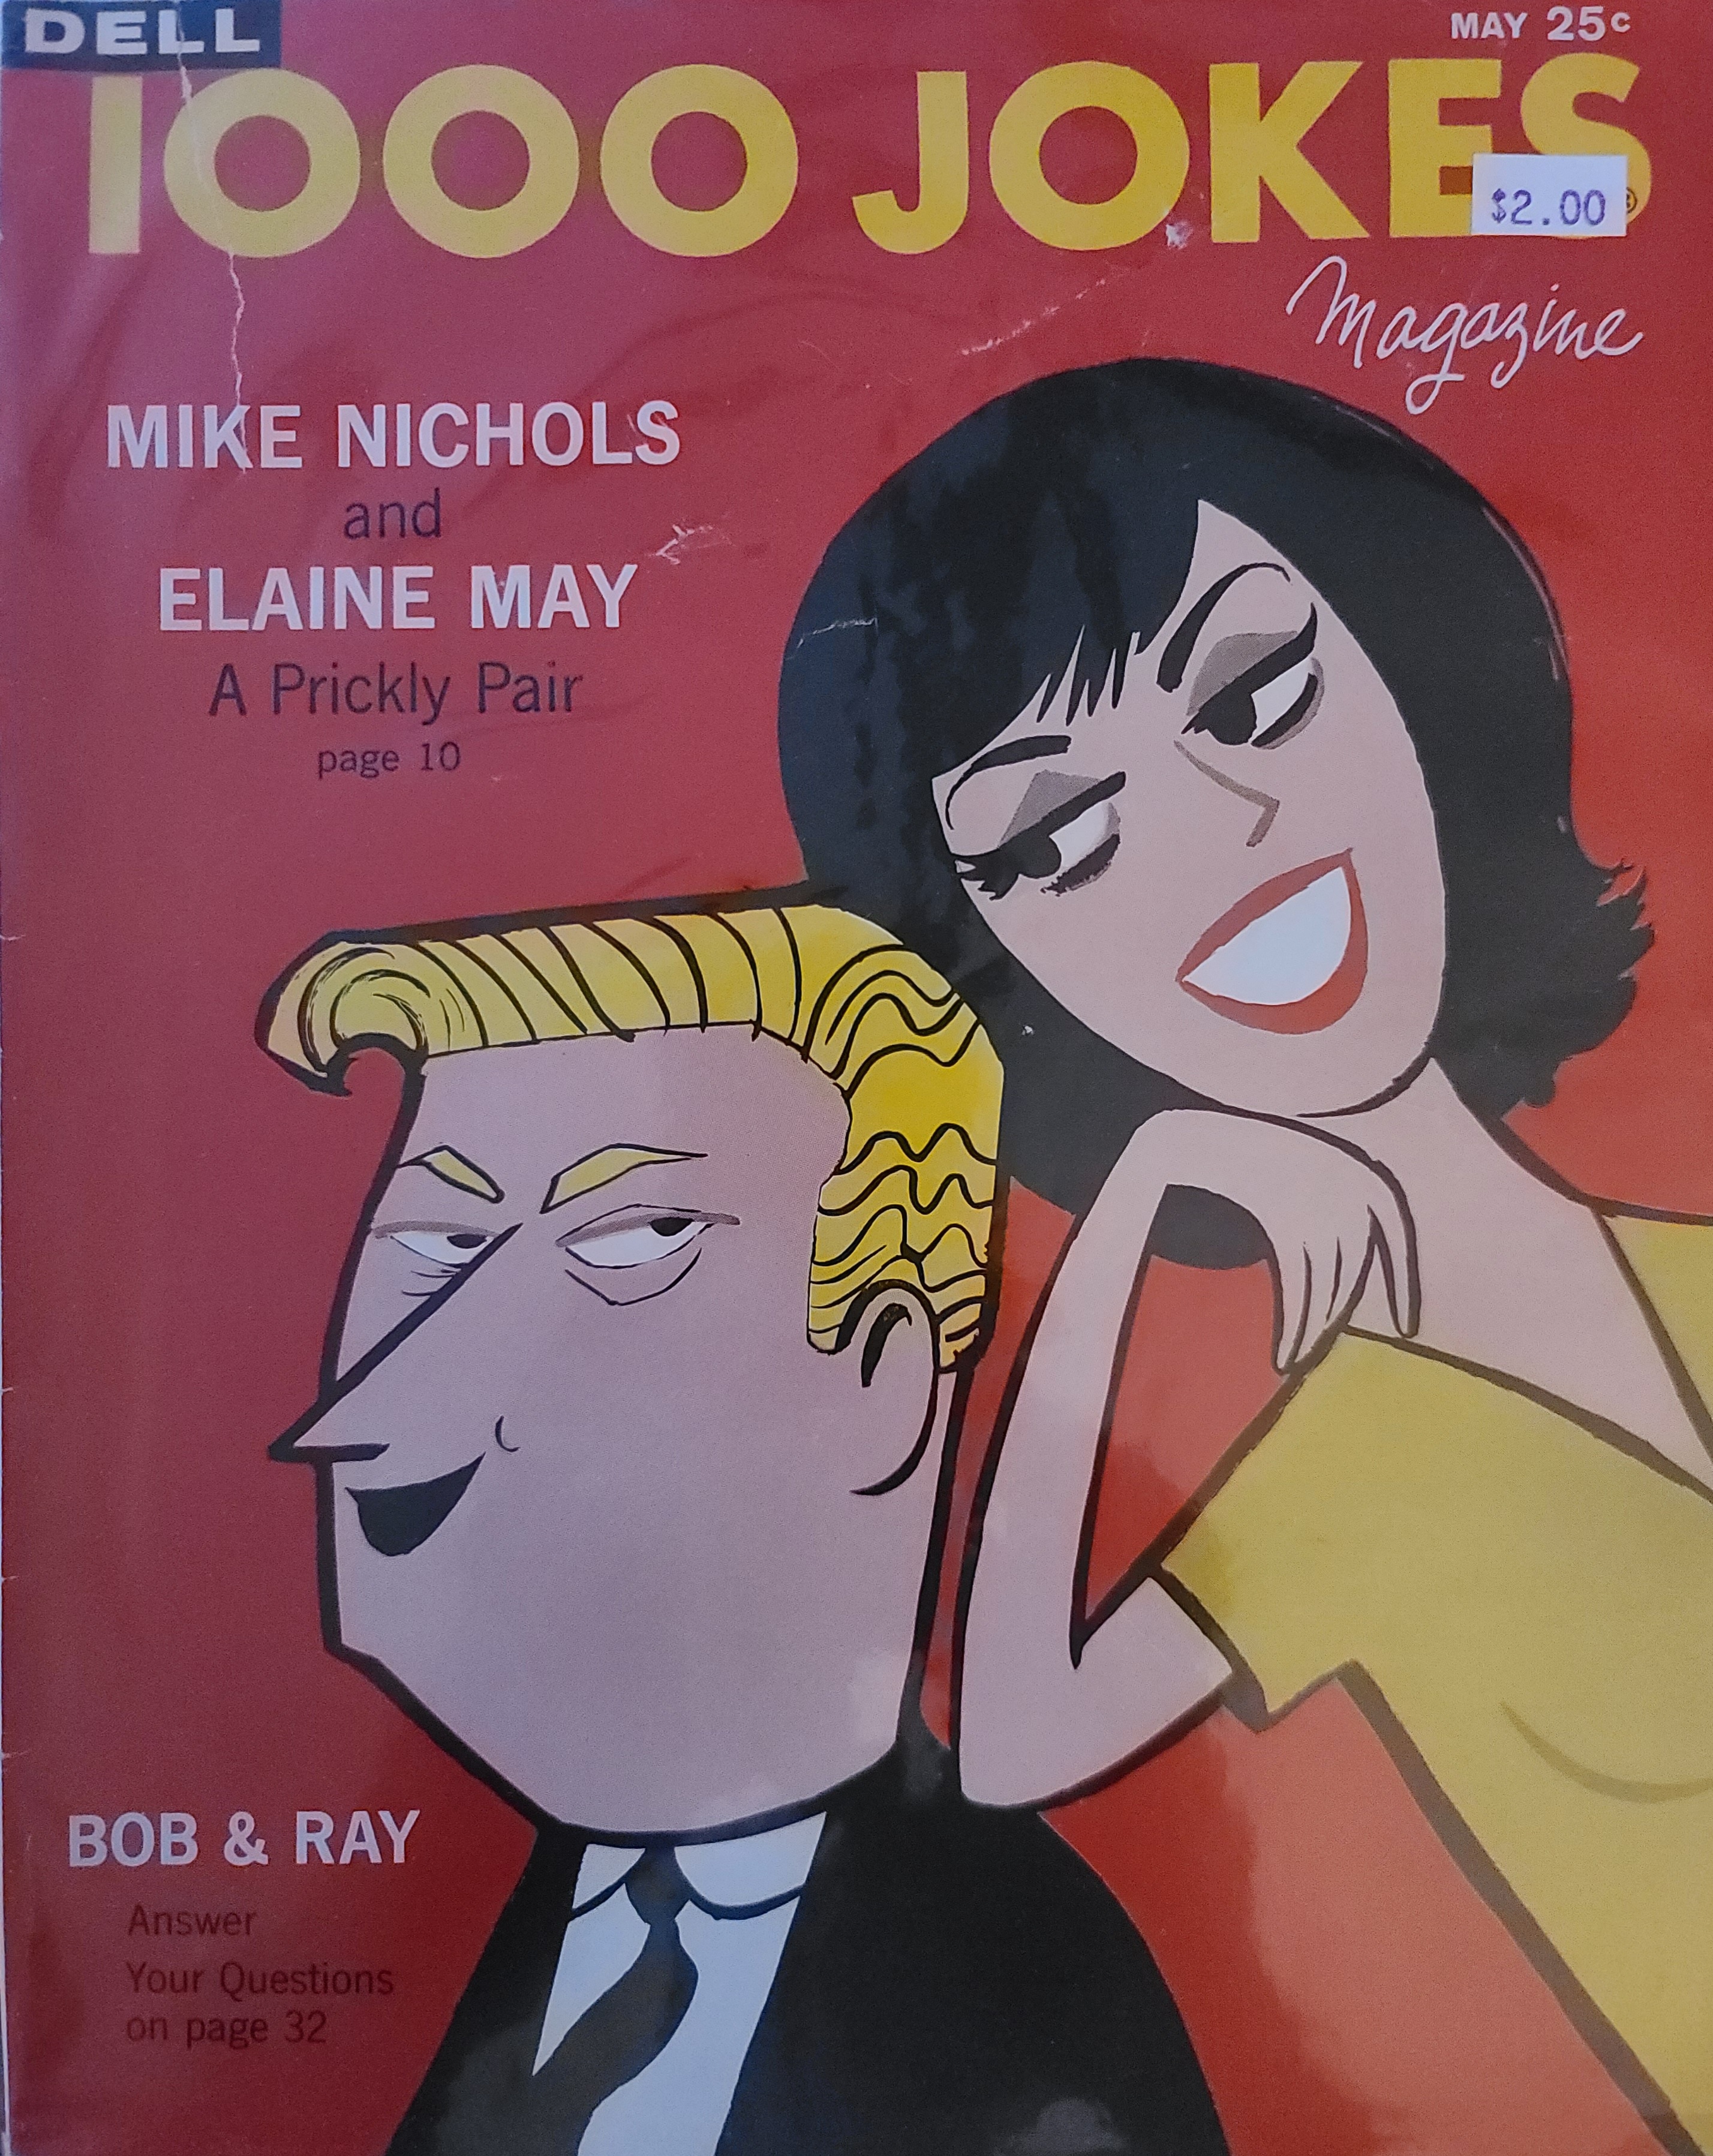 DELL
MAY 25c
1000 JOKES
$2.00
®
Magazine
MIKE NICHOLS
and
ELAINE MAY
A Prickly Pair
page 10
BOB & RAY
Answer
Your Questions
on page 32